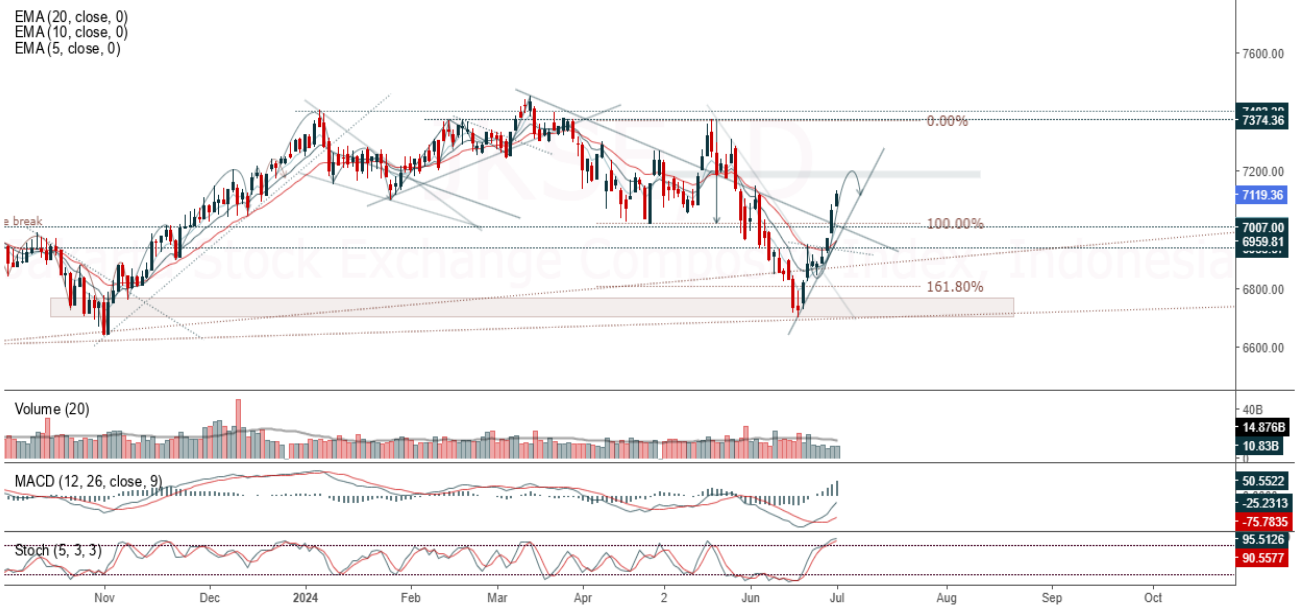 EMA (20, close, 0)
EMA (10, close, 0)
EMA (5, close, 0)
7600.00
7374.36
0.00%
7200.00
7119.36
e break
100.00%
7007.00
6959.81
Stock Indonesia
161.80%
6800.00
6600.00
Volume (20)
40B
14.876B
10.83B
0
MACD (12, 26, close, 9)
50.5522
-25.2313
-75.7835
Stoch (5, 3, 3)
95.5126
90.5577
Nov Dec 2024 Feb Mar Apr 2 Jun Jul Aug Sep Oct